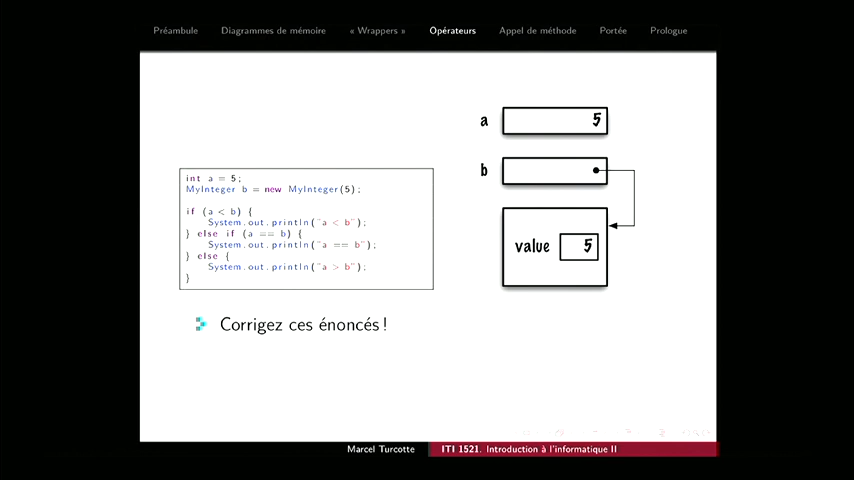 Préambule Diagrammes de mémoire « Wrappers » Opérateurs Appel de méthode Portée Prologue
int a = 5;
MyInteger b = new MyInteger(5);
if (a < b) {
System.out.println("a < b");
} else if (a == b) {
System.out.println("a == b");
} else {
System.out.println("a > b");
}
a 5
b
value 5
Corrigez ces énoncés !
Marcel Turcotte ITI 1521. Introduction à l'informatique II